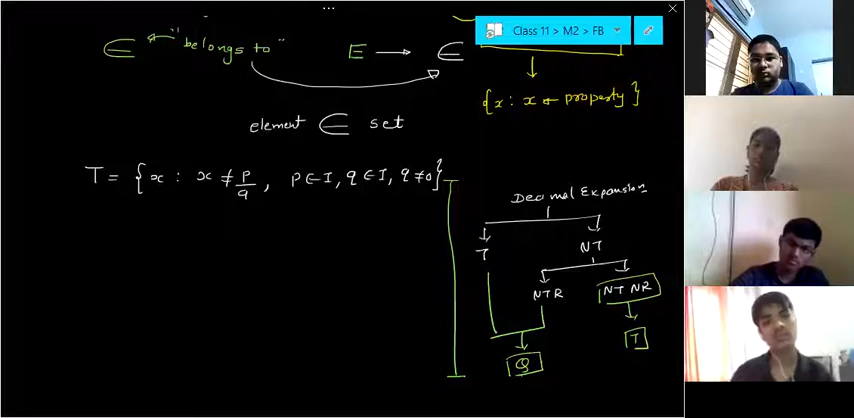 Class 11 > M2 > FB
∈ ← "belongs to" E → ∈
{x : x ← property}
element ∈ set
T = {x : x ≠ p/q, p ∈ I, q ∈ I, q ≠ 0}
Decimal Expansion
T NT
NTR NT NR
T
Q